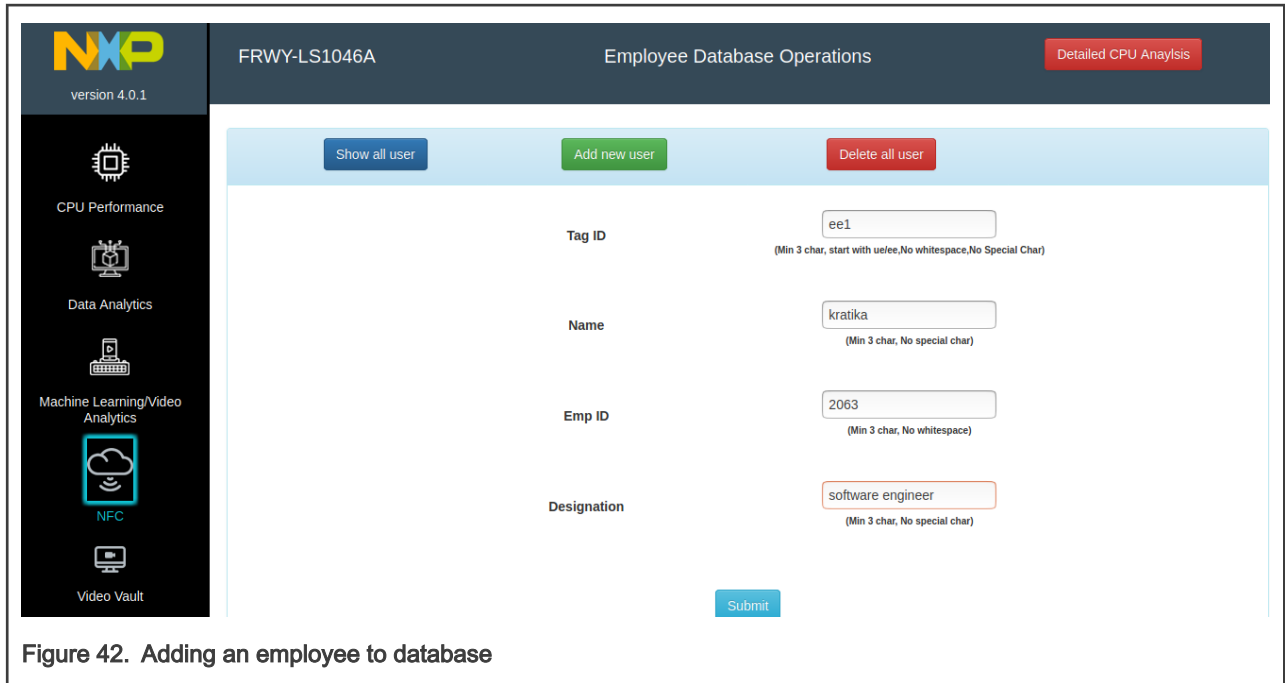 NXP
version 4.0.1
FRWY-LS1046A
Employee Database Operations
Detailed CPU Anaylsis
CPU Performance
Data Analytics
Machine Learning/Video
Analytics
NFC
Video Vault
Show all user
Add new user
Delete all user
Tag ID
ee1
(Min 3 char, start with ue/ee,No whitespace,No Special Char)
Name
kratika
(Min 3 char, No special char)
Emp ID
2063
(Min 3 char, No whitespace)
Designation
software engineer
(Min 3 char, No special char)
Submit
Figure 42. Adding an employee to database